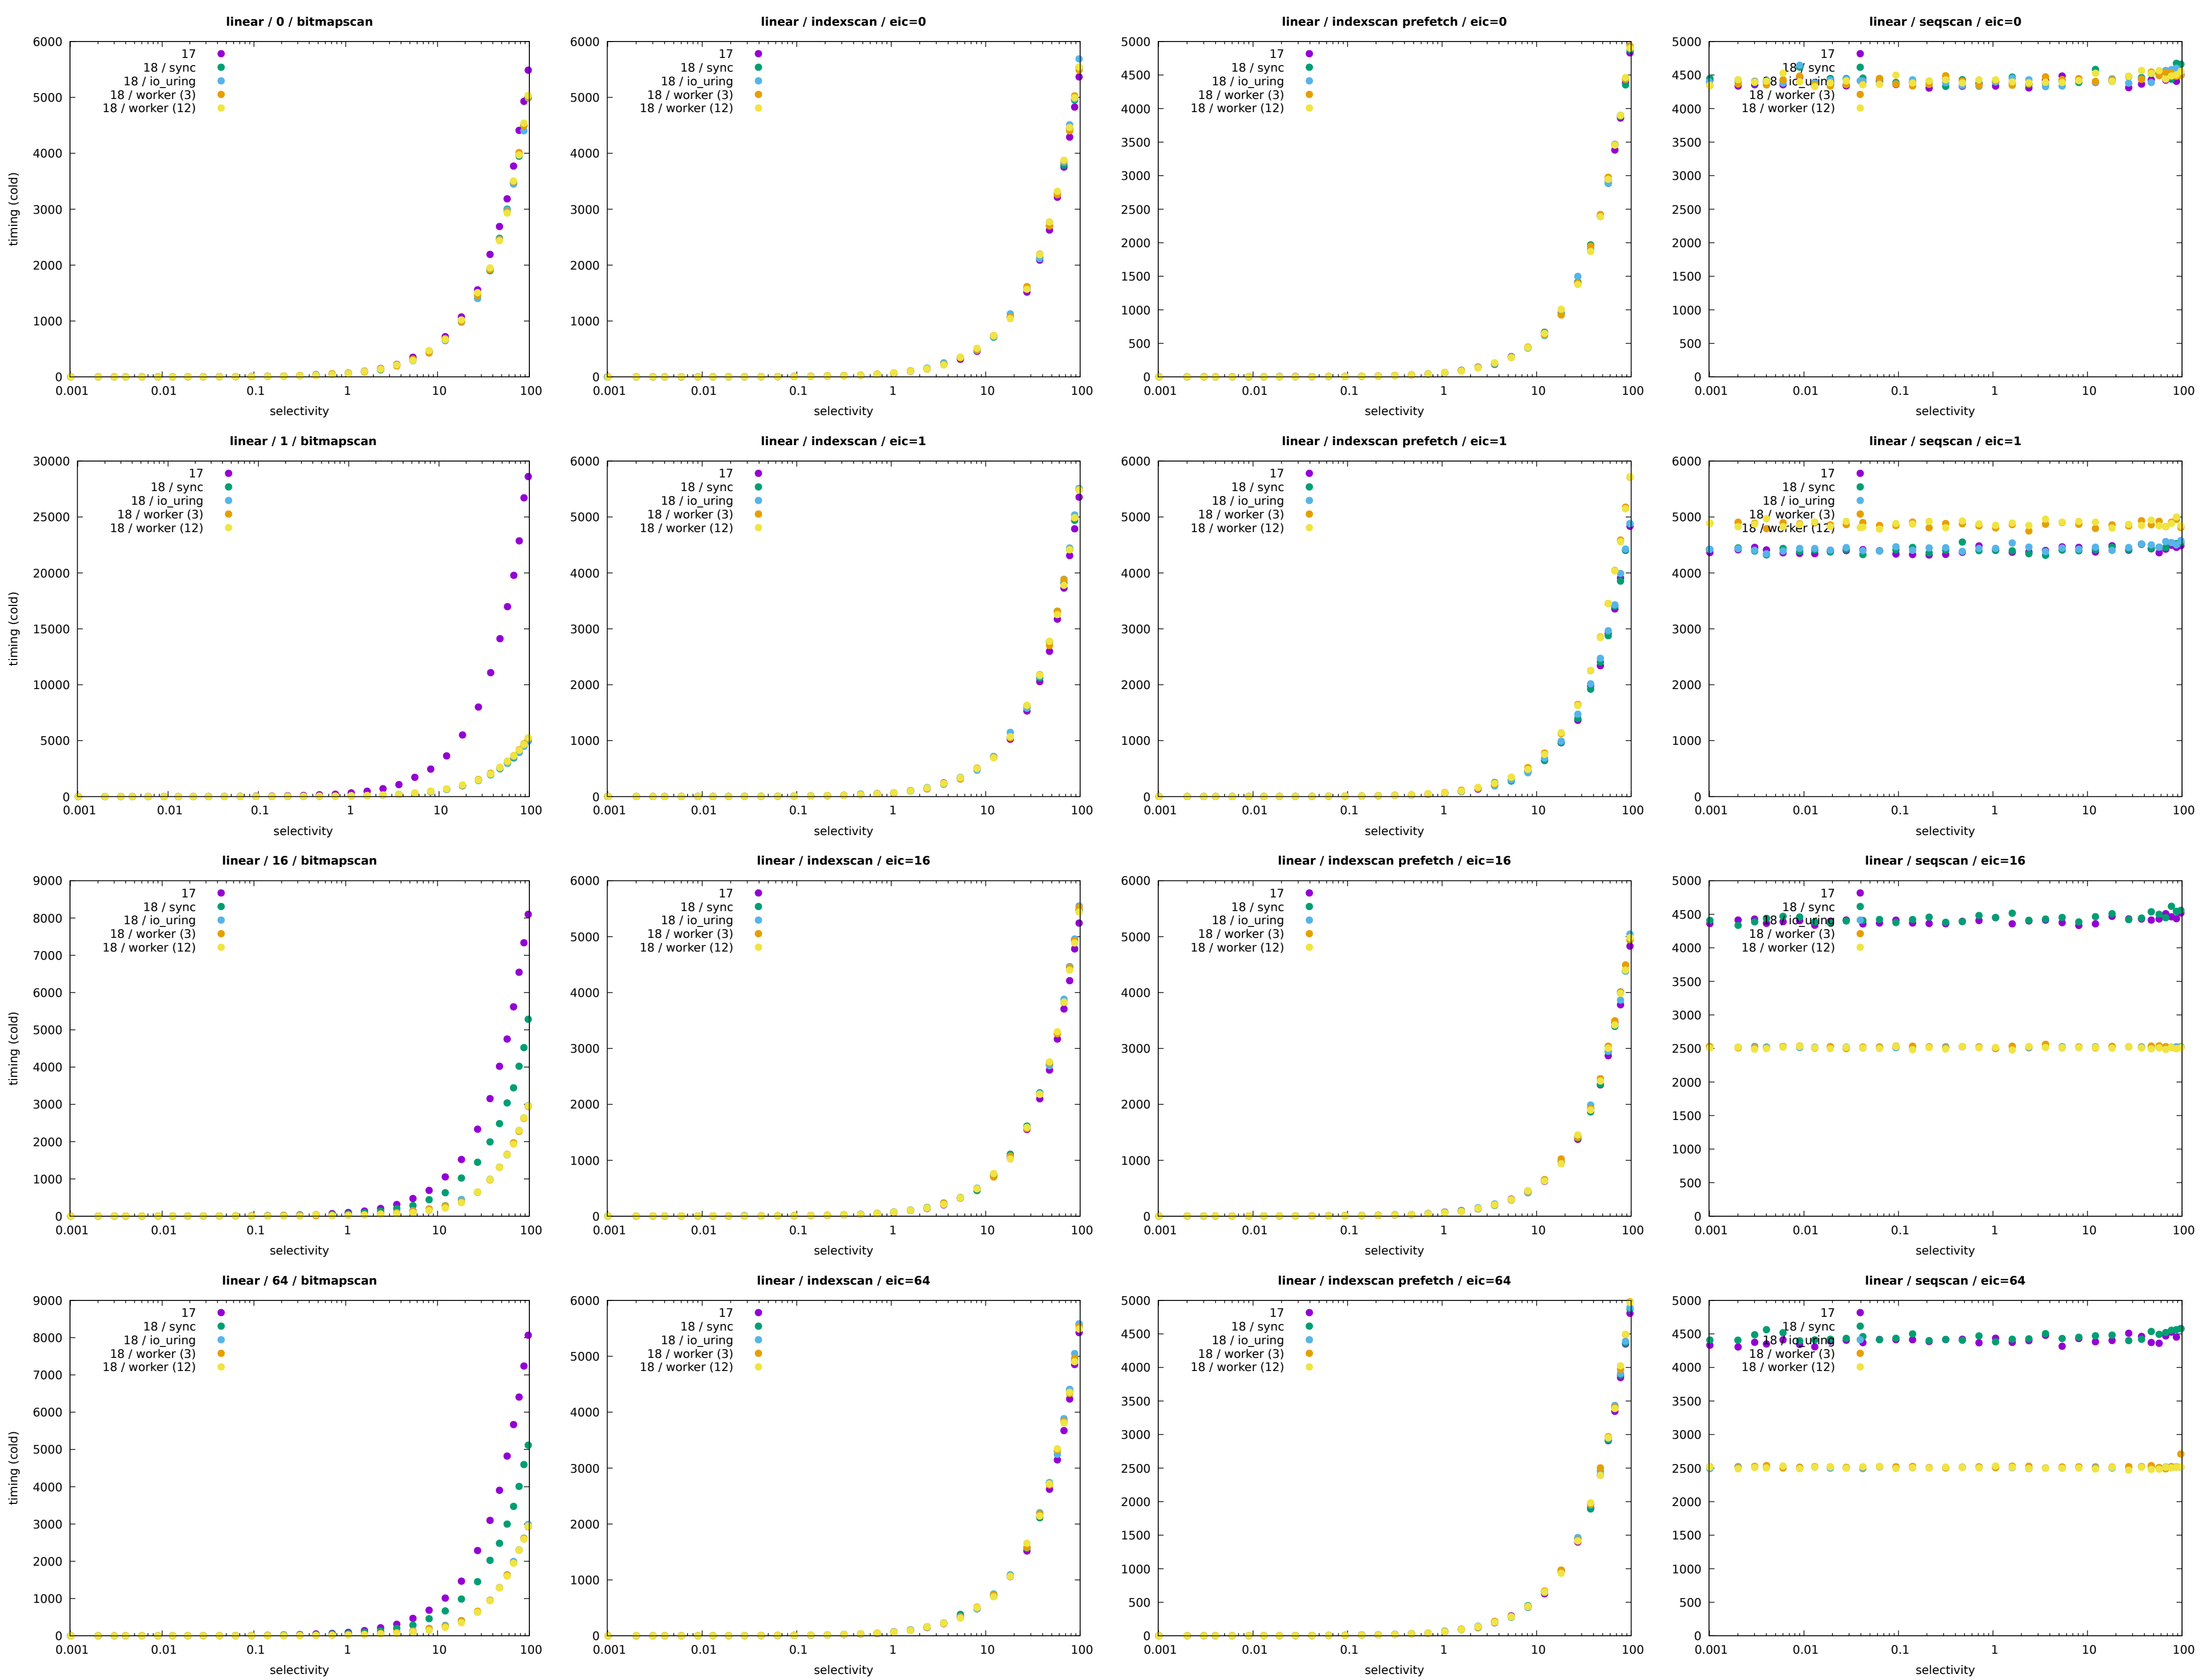 linear / 0 / bitmapscan
17
18 / sync
18 / io_uring
18 / worker (3)
18 / worker (12)
6000
5000
4000
3000
2000
1000
0
timing (cold)
0.001 0.01 0.1 1 10 100
selectivity
linear / indexscan / eic=0
17
18 / sync
18 / io_uring
18 / worker (3)
18 / worker (12)
6000
5000
4000
3000
2000
1000
0
0.001 0.01 0.1 1 10 100
selectivity
linear / indexscan prefetch / eic=0
17
18 / sync
18 / io_uring
18 / worker (3)
18 / worker (12)
5000
4500
4000
3500
3000
2500
2000
1500
1000
500
0
0.001 0.01 0.1 1 10 100
selectivity
linear / seqscan / eic=0
17
18 / sync
18 / io_uring
18 / worker (3)
18 / worker (12)
5000
4500
4000
3500
3000
2500
2000
1500
1000
500
0
0.001 0.01 0.1 1 10 100
selectivity
linear / 1 / bitmapscan
17
18 / sync
18 / io_uring
18 / worker (3)
18 / worker (12)
30000
25000
20000
15000
10000
5000
0
timing (cold)
0.001 0.01 0.1 1 10 100
selectivity
linear / indexscan / eic=1
17
18 / sync
18 / io_uring
18 / worker (3)
18 / worker (12)
6000
5000
4000
3000
2000
1000
0
0.001 0.01 0.1 1 10 100
selectivity
linear / indexscan prefetch / eic=1
17
18 / sync
18 / io_uring
18 / worker (3)
18 / worker (12)
6000
5000
4000
3000
2000
1000
0
0.001 0.01 0.1 1 10 100
selectivity
linear / seqscan / eic=1
17
18 / sync
18 / io_uring
18 / worker (3)
18 / worker (12)
6000
5000
4000
3000
2000
1000
0
0.001 0.01 0.1 1 10 100
selectivity
linear / 16 / bitmapscan
17
18 / sync
18 / io_uring
18 / worker (3)
18 / worker (12)
9000
8000
7000
6000
5000
4000
3000
2000
1000
0
timing (cold)
0.001 0.01 0.1 1 10 100
selectivity
linear / indexscan / eic=16
17
18 / sync
18 / io_uring
18 / worker (3)
18 / worker (12)
6000
5000
4000
3000
2000
1000
0
0.001 0.01 0.1 1 10 100
selectivity
linear / indexscan prefetch / eic=16
17
18 / sync
18 / io_uring
18 / worker (3)
18 / worker (12)
6000
5000
4000
3000
2000
1000
0
0.001 0.01 0.1 1 10 100
selectivity
linear / seqscan / eic=16
17
18 / sync
18 / io_uring
18 / worker (3)
18 / worker (12)
5000
4500
4000
3500
3000
2500
2000
1500
1000
500
0
0.001 0.01 0.1 1 10 100
selectivity
linear / 64 / bitmapscan
17
18 / sync
18 / io_uring
18 / worker (3)
18 / worker (12)
9000
8000
7000
6000
5000
4000
3000
2000
1000
0
timing (cold)
0.001 0.01 0.1 1 10 100
selectivity
linear / indexscan / eic=64
17
18 / sync
18 / io_uring
18 / worker (3)
18 / worker (12)
6000
5000
4000
3000
2000
1000
0
0.001 0.01 0.1 1 10 100
selectivity
linear / indexscan prefetch / eic=64
17
18 / sync
18 / io_uring
18 / worker (3)
18 / worker (12)
5000
4500
4000
3500
3000
2500
2000
1500
1000
500
0
0.001 0.01 0.1 1 10 100
selectivity
linear / seqscan / eic=64
17
18 / sync
18 / io_uring
18 / worker (3)
18 / worker (12)
5000
4500
4000
3500
3000
2500
2000
1500
1000
500
0
0.001 0.01 0.1 1 10 100
selectivity